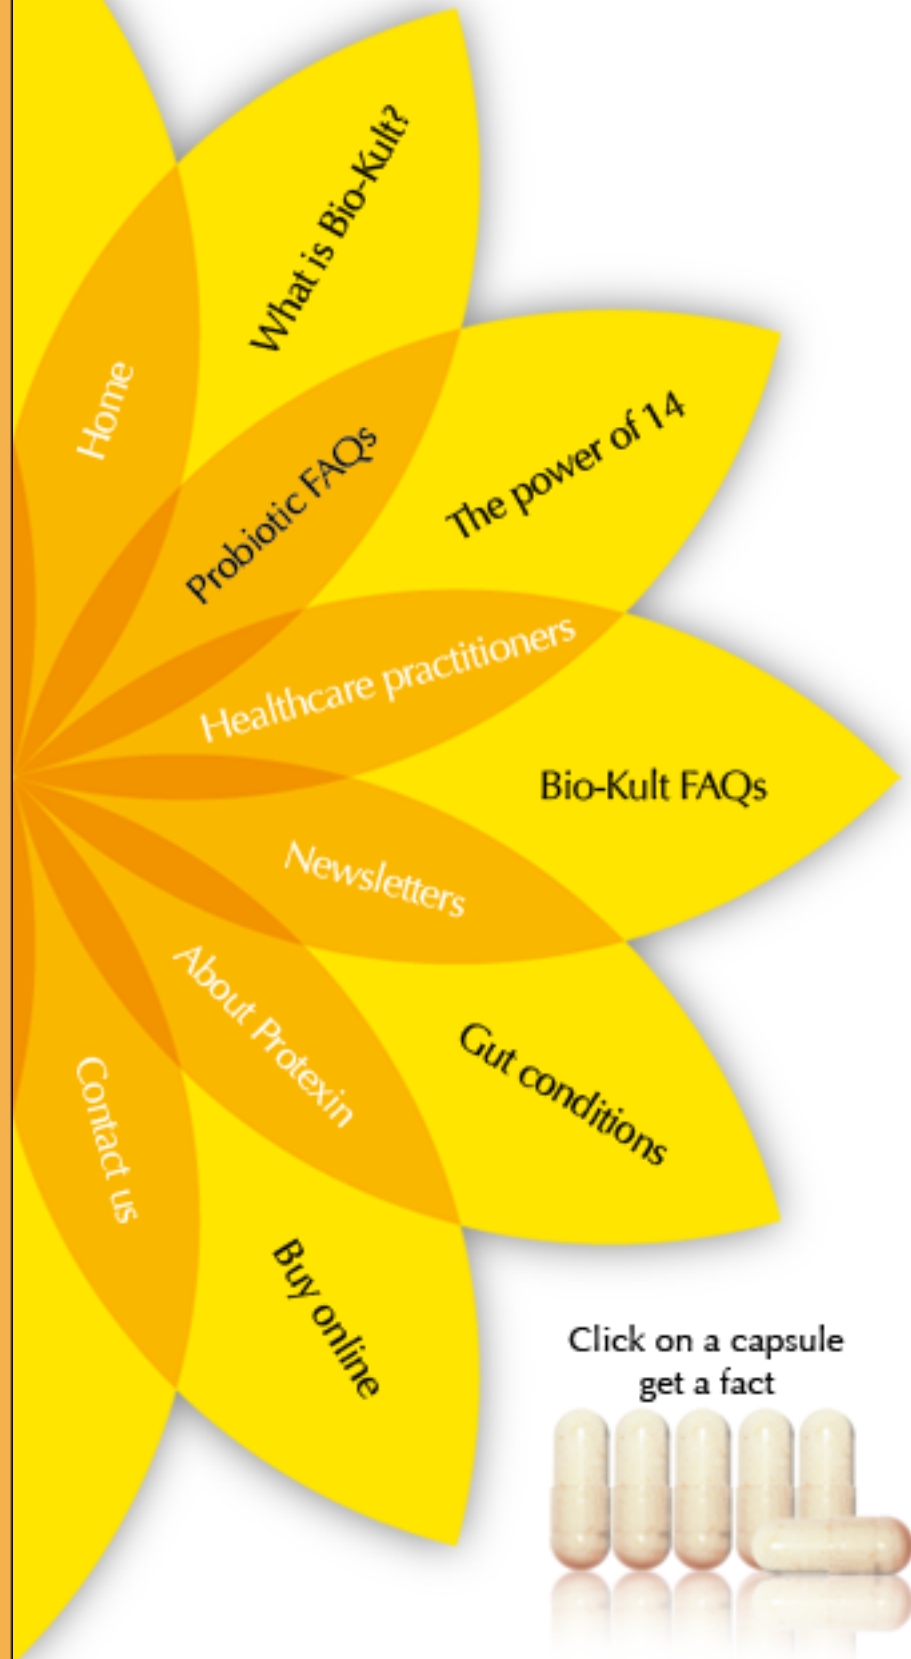 What is Bio-Kult?
Home
The power of 14
Probiotic FAQs
Healthcare practitioners
Bio-Kult FAQs
Newsletters
About Protexin
Gut conditions
Contact us
Buy online
Click on a capsule
get a fact